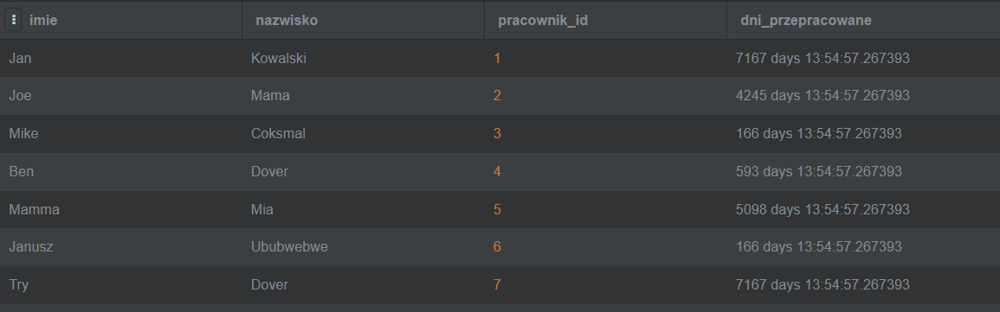 imie nazwisko pracownik_id dni_przepracowane
Jan Kowalski 1 7167 days 13:54:57.267393
Joe Mama 2 4245 days 13:54:57.267393
Mike Coksmal 3 166 days 13:54:57.267393
Ben Dover 4 593 days 13:54:57.267393
Mamma Mia 5 5098 days 13:54:57.267393
Janusz Ububwebwe 6 166 days 13:54:57.267393
Try Dover 7 7167 days 13:54:57.267393